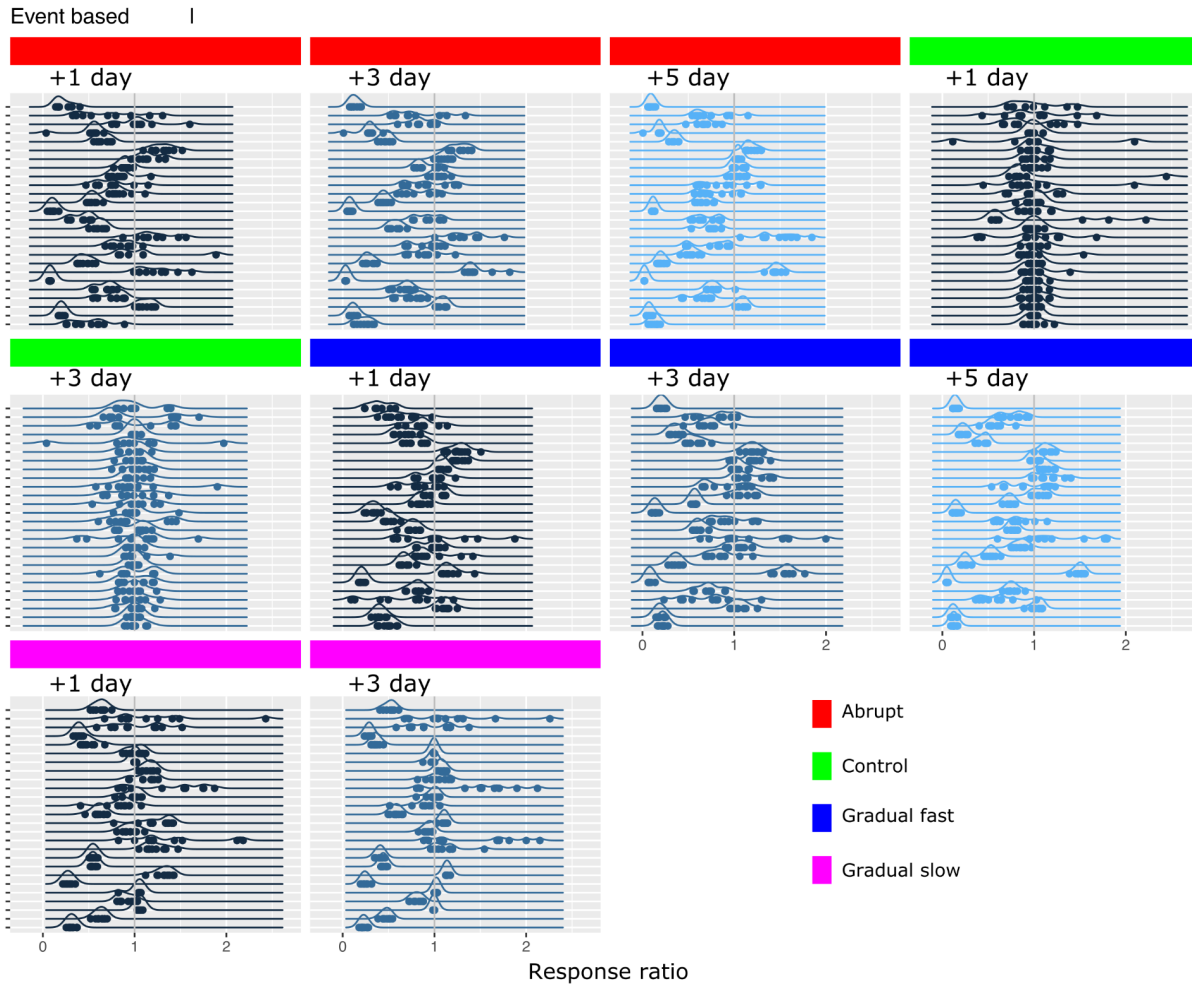 Event based l
+1 day +3 day +5 day +1 day
+3 day +1 day +3 day +5 day
0 1 2 0 1 2
+1 day +3 day
Abrupt
Control
Gradual fast
Gradual slow
0 1 2 0 1 2
Response ratio